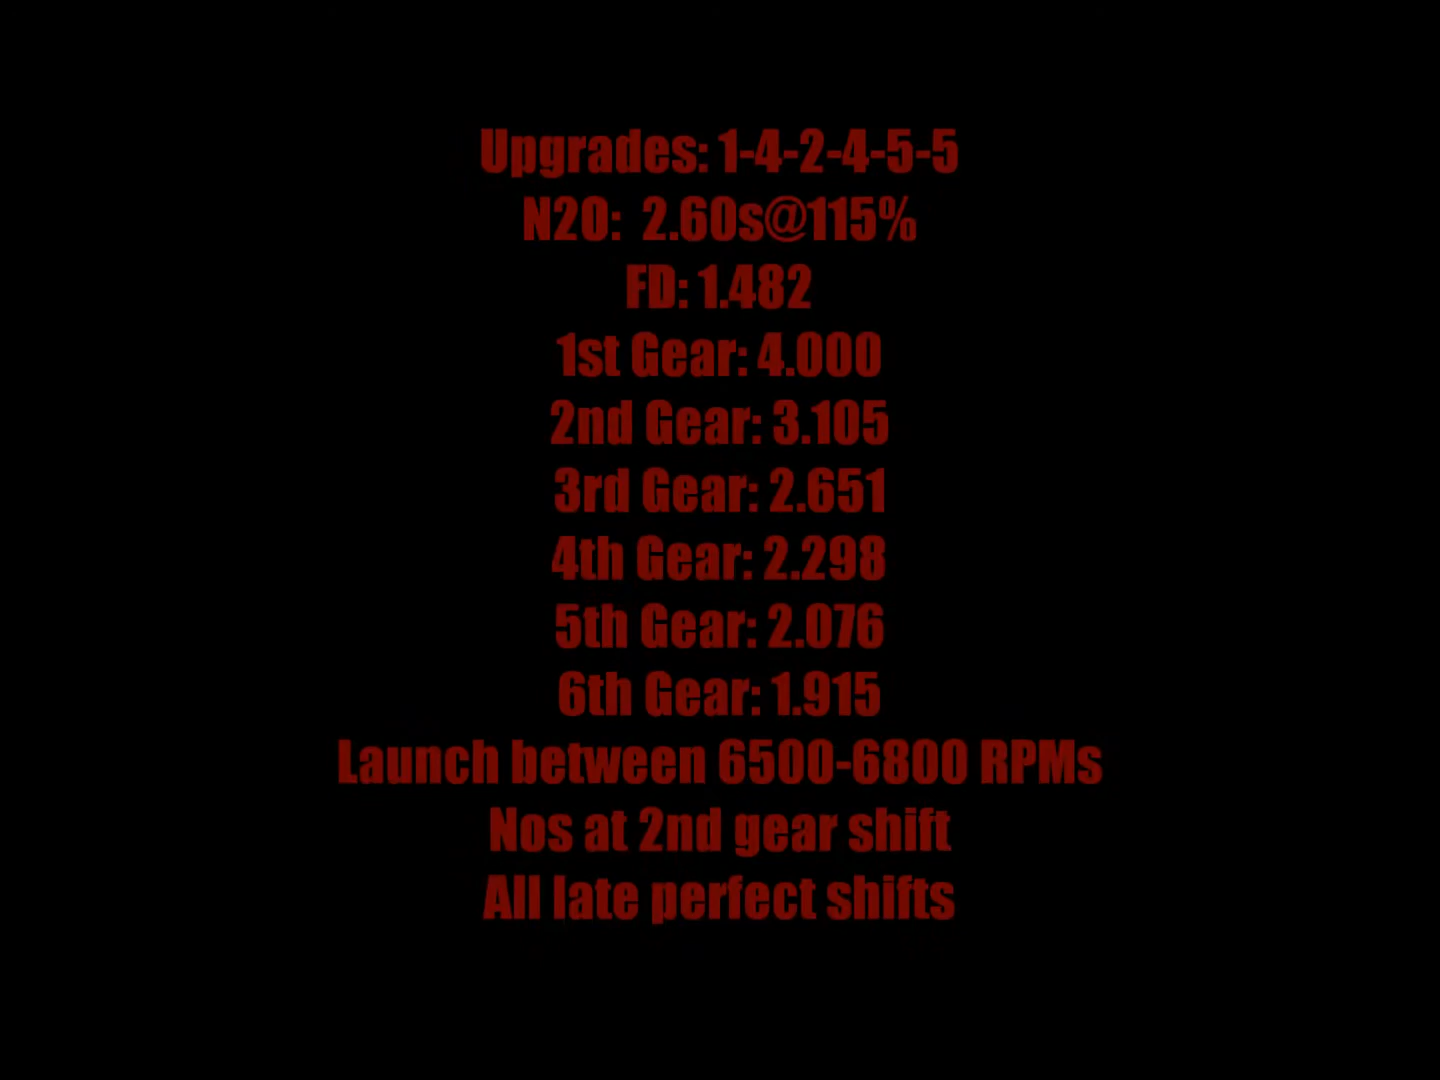 Upgrades: 1-4-2-4-5-5
N2O: 2.60s@115%
FD: 1.482
1st Gear: 4.000
2nd Gear: 3.105
3rd Gear: 2.651
4th Gear: 2.298
5th Gear: 2.076
6th Gear: 1.915
Launch between 6500-6800 RPMs
Nos at 2nd gear shift
All late perfect shifts